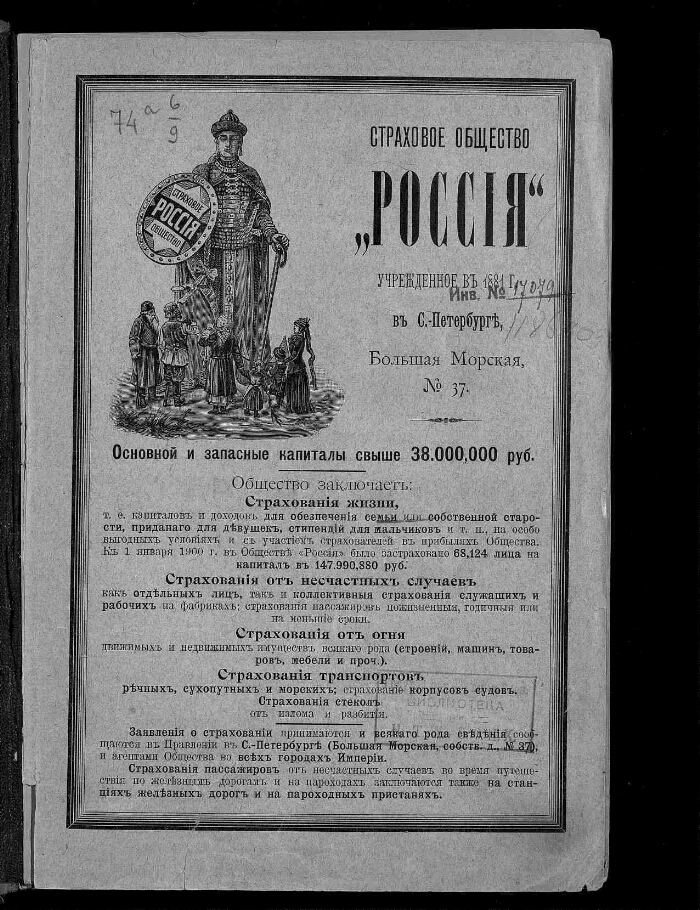 74 а 6/9
СТРАХОВОЕ ОБЩЕСТВО
„РОССІЯ“
УЧРЕЖДЕННОЕ ВЪ 1881 Г.
Инв. № 17079
въ С.-Петербургѣ,
Большая Морская,
№ 37.
СТРАХОВОЕ
РОССІЯ
ОБЩЕСТВО
Основной и запасные капиталы свыше 38.000,000 руб.
Общество заключаетъ:
Страхованія жизни,
т. е. капиталовъ и доходовъ для обезпеченія семьи или собственной старо-
сти, приданаго для дѣвушекъ, стипендій для мальчиковъ и т. п., на особо
выгодныхъ условіяхъ и съ участіемъ страхователей въ прибыляхъ Общества.
Къ 1 января 1900 г. въ Обществѣ «Россія» было застраховано 68,124 лица на
капиталъ въ 147.990,880 руб.
Страхованія отъ несчастныхъ случаевъ
какъ отдѣльныхъ лицъ, такъ и коллективныя страхованія служащихъ и
рабочихъ на фабрикахъ; страхованія пассажировъ пожизненныя, годичныя или
на меньшіе сроки.
Страхованія отъ огня
движимыхъ и недвижимыхъ имуществъ всякаго рода (строеній, машинъ, това-
ровъ, мебели и проч.).
Страхованія транспортовъ
рѣчныхъ, сухопутныхъ и морскихъ; страхованіе корпусовъ судовъ.
Страхованія стеколъ
отъ излома и разбитія.
Заявленія о страхованіи принимаются и всякаго рода свѣдѣнія сооб-
щаются въ Правленіи въ С.-Петербургѣ (Большая Морская, собств. д., № 37),
и агентами Общества во всѣхъ городахъ Имперіи.
Страхованія пассажировъ отъ несчастныхъ случаевъ во время путеше-
ствія по желѣзнымъ дорогамъ и на пароходахъ заключаются также на стан-
ціяхъ желѣзныхъ дорогъ и на пароходныхъ пристаняхъ.